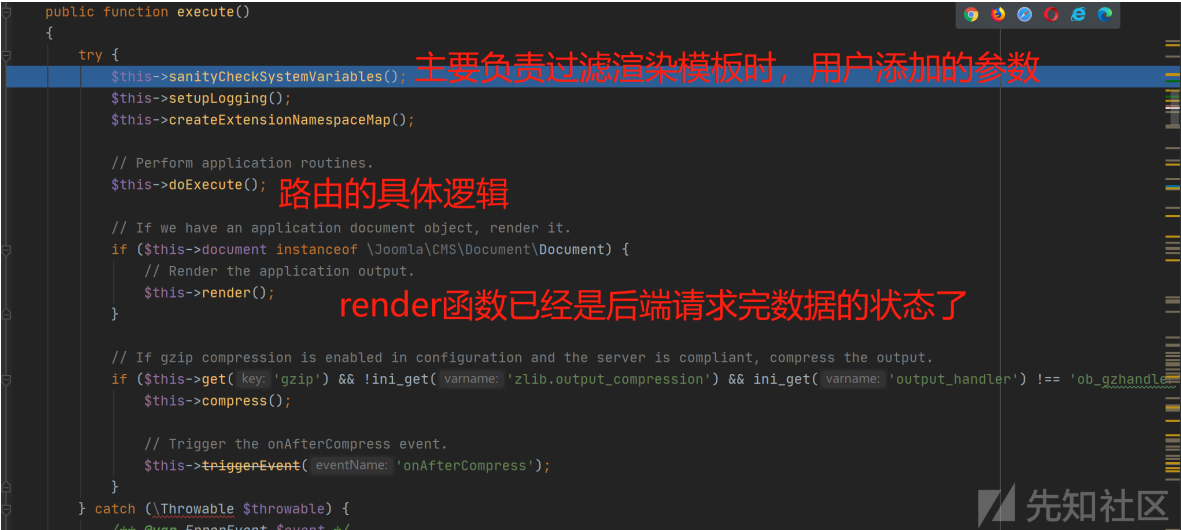 public function execute()
{
try {
$this->sanityCheckSystemVariables(); 主要负责过滤渲染模板时，用户添加的参数
$this->setupLogging();
$this->createExtensionNamespaceMap();
// Perform application routines.
$this->doExecute(); 路由的具体逻辑
// If we have an application document object, render it.
if ($this->document instanceof \Joomla\CMS\Document\Document) {
// Render the application output.
$this->render(); render函数已经是后端请求完数据的状态了
}
// If gzip compression is enabled in configuration and the server is compliant, compress the output.
if ($this->get( key: 'gzip') && !ini_get( varname: 'zlib.output_compression') && ini_get( varname: 'output_handler') !== 'ob_gzhandler
$this->compress();
// Trigger the onAfterCompress event.
$this->triggerEvent( eventName: 'onAfterCompress');
}
} catch (\Throwable $throwable) {
/** @var ErrorEvent $event */
先知社区